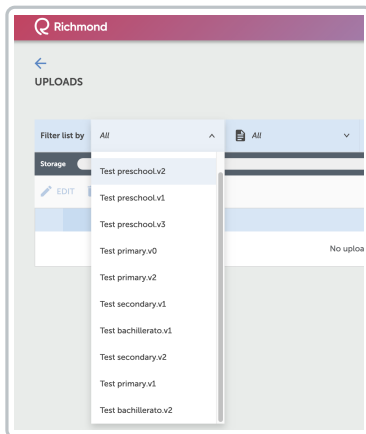 Richmond
UPLOADS
Filter list by All All
Storage
Test preschool.v2
EDIT
Test preschool.v1
Test preschool.v3
Test primary.v0
No uploa
Test primary.v2
Test secondary.v1
Test bachillerato.v1
Test secondary.v2
Test primary.v1
Test bachillerato.v2